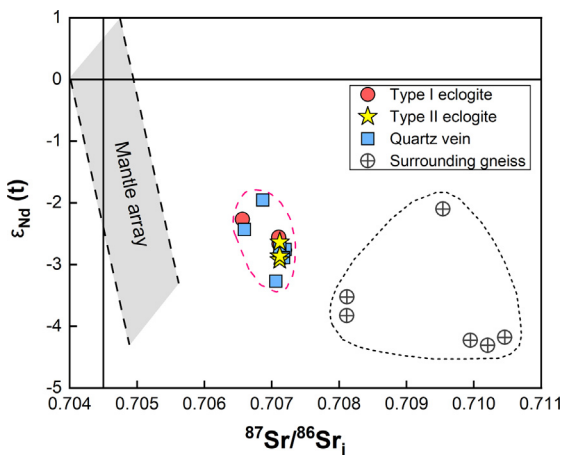 1
0
-1
-2
-3
-4
-5
εNd (t)
Mantle array
Type I eclogite
Type II eclogite
Quartz vein
Surrounding gneiss
0.704 0.705 0.706 0.707 0.708 0.709 0.710 0.711
⁸⁷Sr/⁸⁶Srᵢ